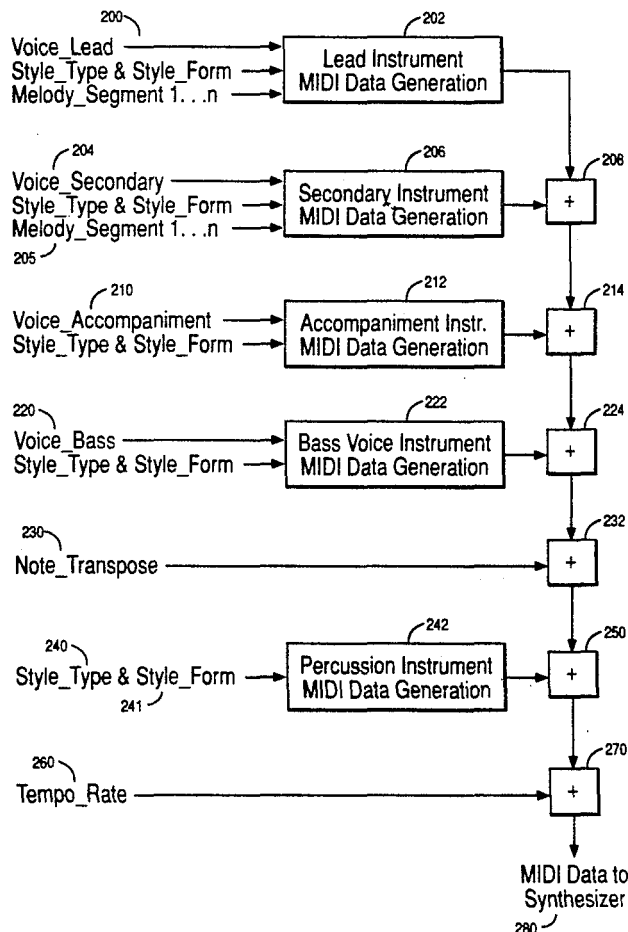 200
202
Voice_Lead
Style_Type & Style_Form
Melody_Segment 1. . .n
Lead Instrument
MIDI Data Generation
204
206
208
Voice_Secondary
Style_Type & Style_Form
Melody_Segment 1. . .n
205
Secondary Instrument
MIDI Data Generation
+
210
212
214
Voice_Accompaniment
Style_Type & Style_Form
Accompaniment Instr.
MIDI Data Generation
+
220
222
224
Voice_Bass
Style_Type & Style_Form
Bass Voice Instrument
MIDI Data Generation
+
230
232
Note_Transpose
+
240
242
250
Style_Type & Style_Form
241
Percussion Instrument
MIDI Data Generation
+
260
270
Tempo_Rate
+
MIDI Data to
Synthesizer
280